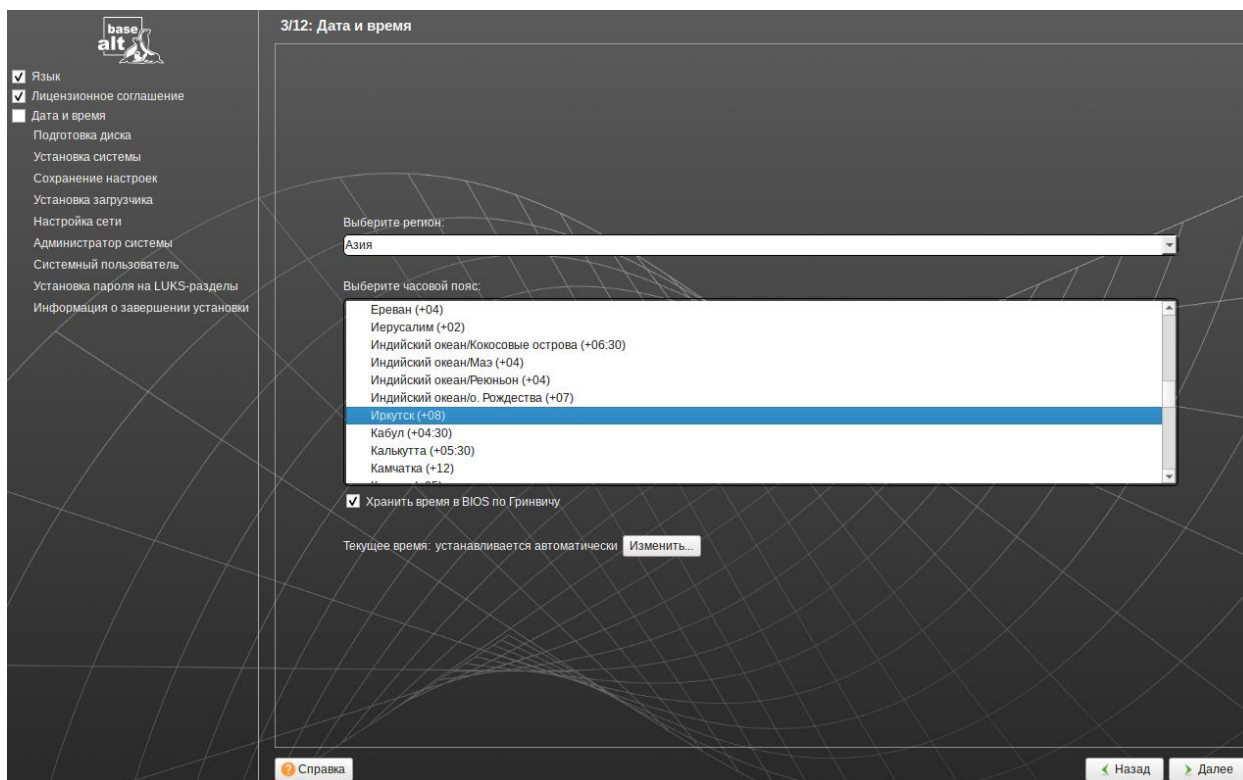 base
alt
Язык
Лицензионное соглашение
Дата и время
Подготовка диска
Установка системы
Сохранение настроек
Установка загрузчика
Настройка сети
Администратор системы
Системный пользователь
Установка пароля на LUKS-разделы
Информация о завершении установки
3/12: Дата и время
Выберите регион:
Азия
Выберите часовой пояс:
Ереван (+04)
Иерусалим (+02)
Индийский океан/Кокосовые острова (+06:30)
Индийский океан/Маэ (+04)
Индийский океан/Реюньон (+04)
Индийский океан/о. Рождества (+07)
Иркутск (+08)
Кабул (+04:30)
Калькутта (+05:30)
Камчатка (+12)
Хранить время в BIOS по Гринвичу
Текущее время: устанавливается автоматически Изменить...
Справка
Назад
Далее